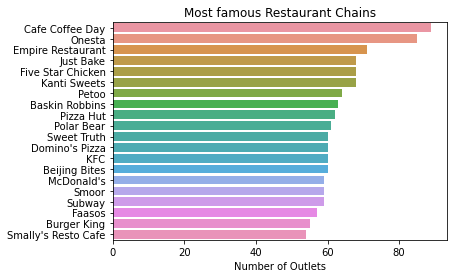 Most famous Restaurant Chains
Cafe Coffee Day
Onesta
Empire Restaurant
Just Bake
Five Star Chicken
Kanti Sweets
Petoo
Baskin Robbins
Pizza Hut
Polar Bear
Sweet Truth
Domino's Pizza
KFC
Beijing Bites
McDonald's
Smoor
Subway
Faasos
Burger King
Smally's Resto Cafe
0 20 40 60 80
Number of Outlets